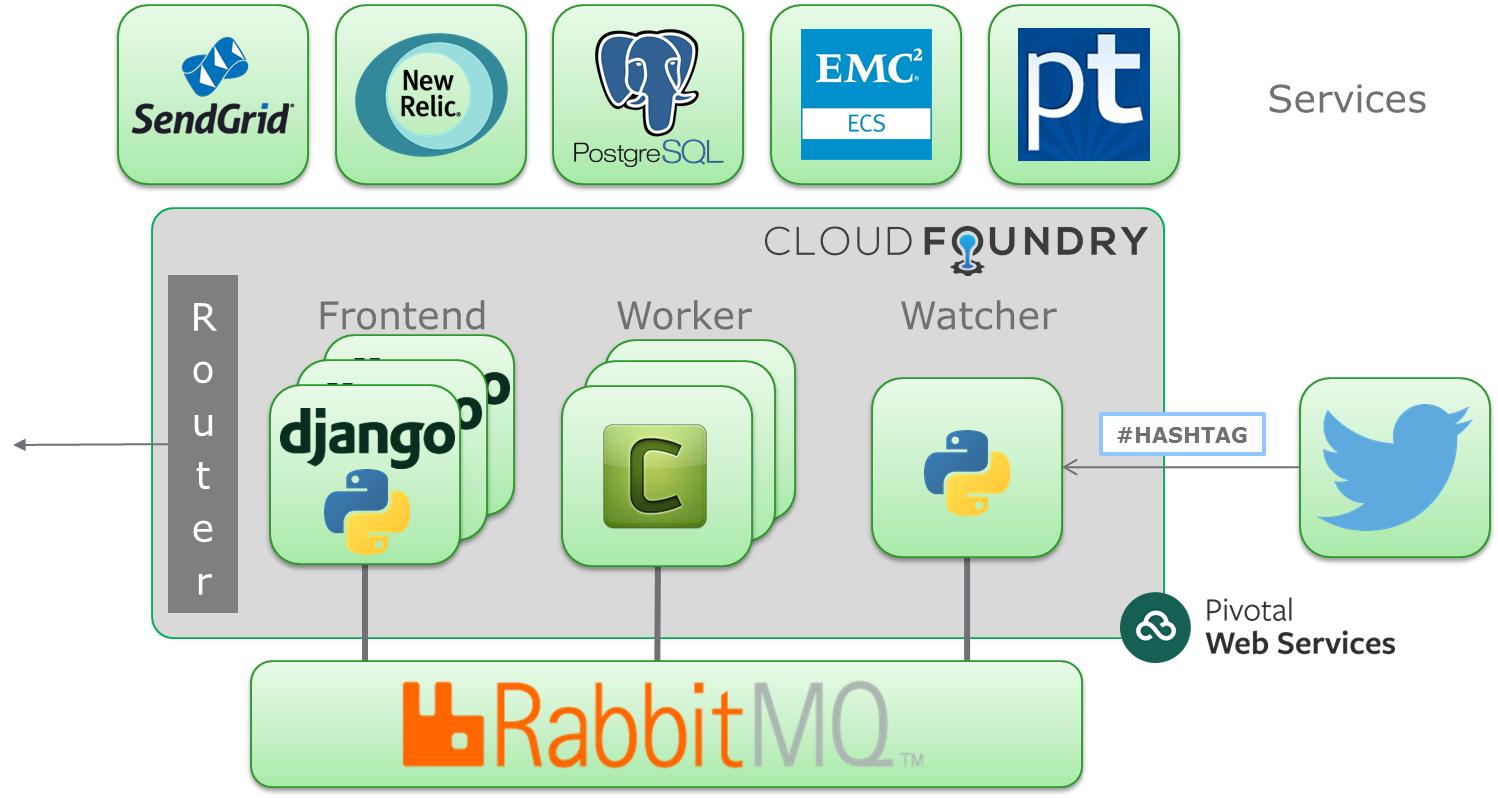 SendGrid®
New Relic®
PostgreSQL
EMC²®
ECS
pt
Services
CLOUD FOUNDRY
Router
Frontend
Worker
Watcher
django
C
#HASHTAG
Pivotal
Web Services
RabbitMQ™